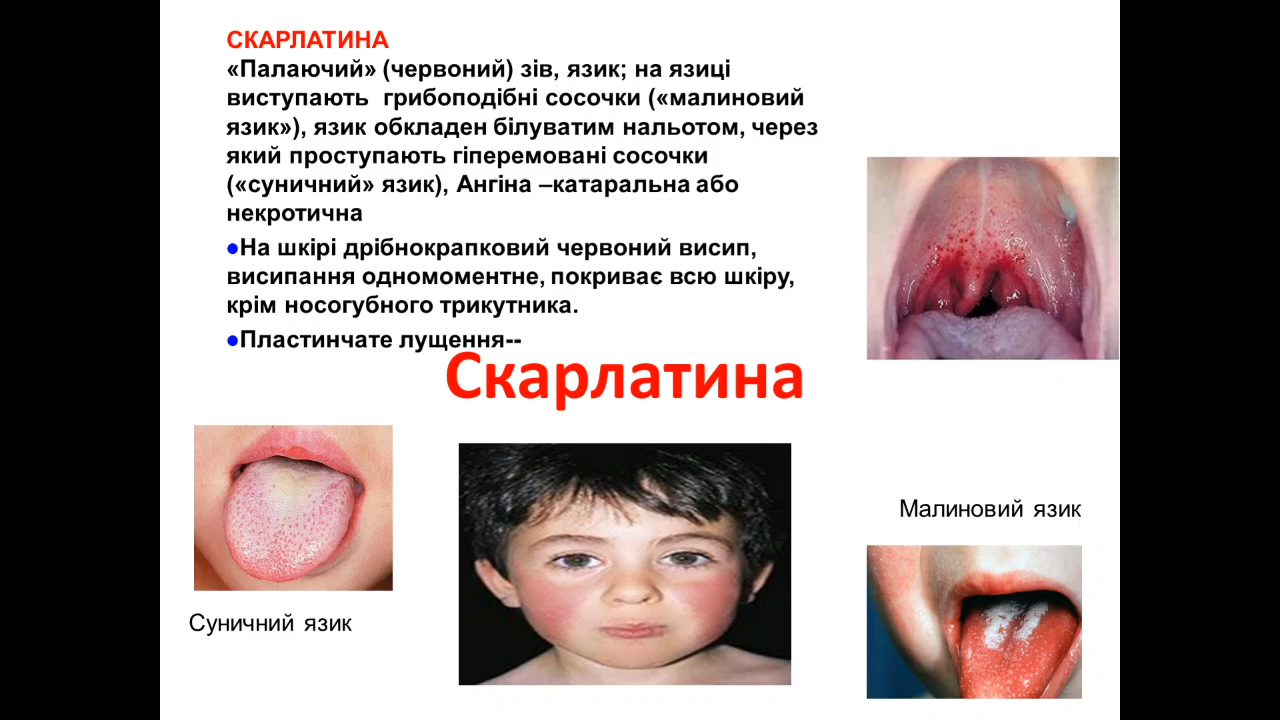 СКАРЛАТИНА
«Палаючий» (червоний) зів, язик; на язиці
виступають грибоподібні сосочки («малиновий
язик»), язик обкладен білуватим нальотом, через
який проступають гіперемовані сосочки
(«суничний» язик), Ангіна –катаральна або
некротична
●На шкірі дрібнокрапковий червоний висип,
висипання одномоментне, покриває всю шкіру,
крім носогубного трикутника.
●Пластинчате лущення--
Скарлатина
Малиновий язик
Суничний язик